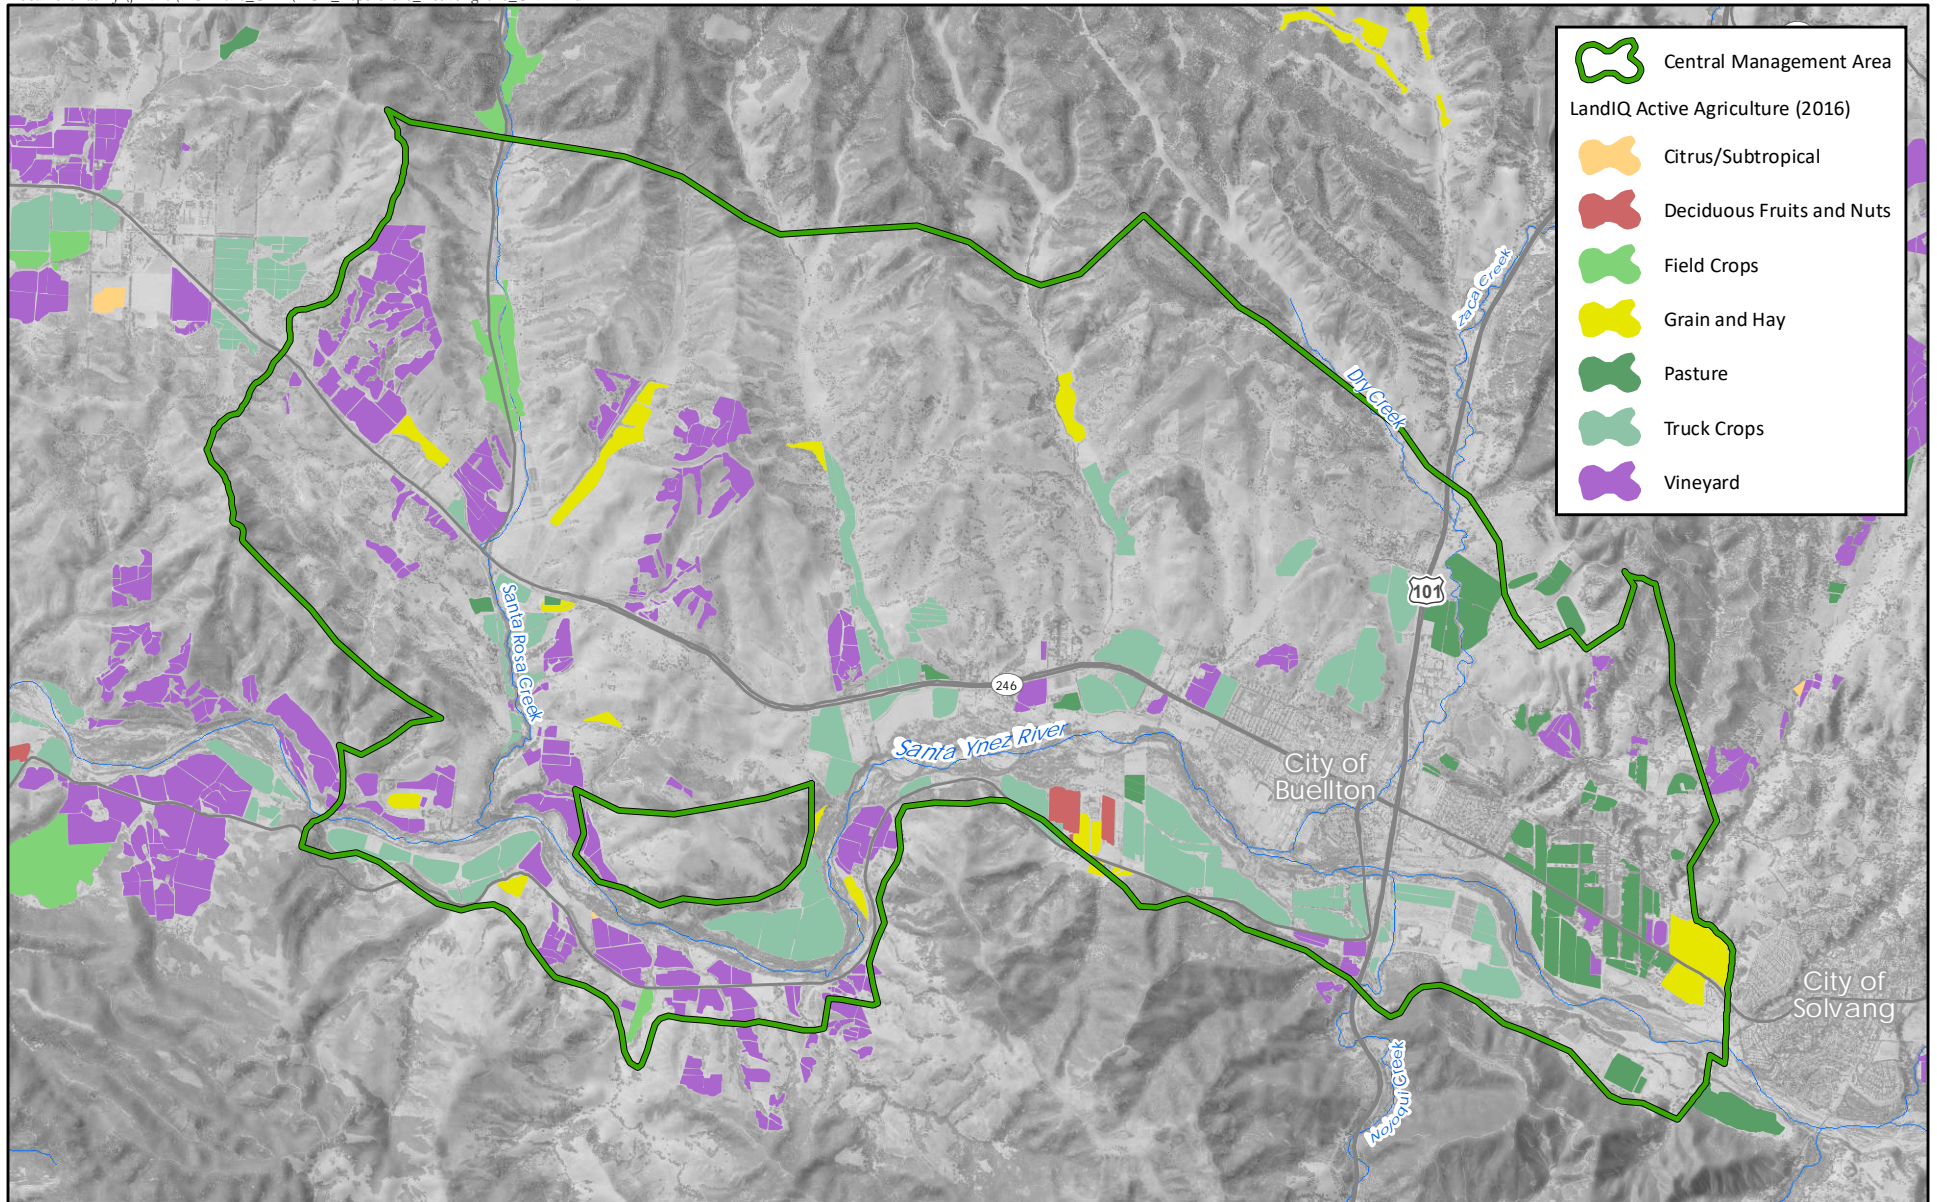 Central Management Area
LandIQ Active Agriculture (2016)
Citrus/Subtropical
Deciduous Fruits and Nuts
Field Crops
Grain and Hay
Pasture
Truck Crops
Vineyard
Zaca Creek
Dry Creek
101
Santa Rosa Creek
246
Santa Ynez River
City of
Buellton
City of
Solvang
Nojoqui Creek